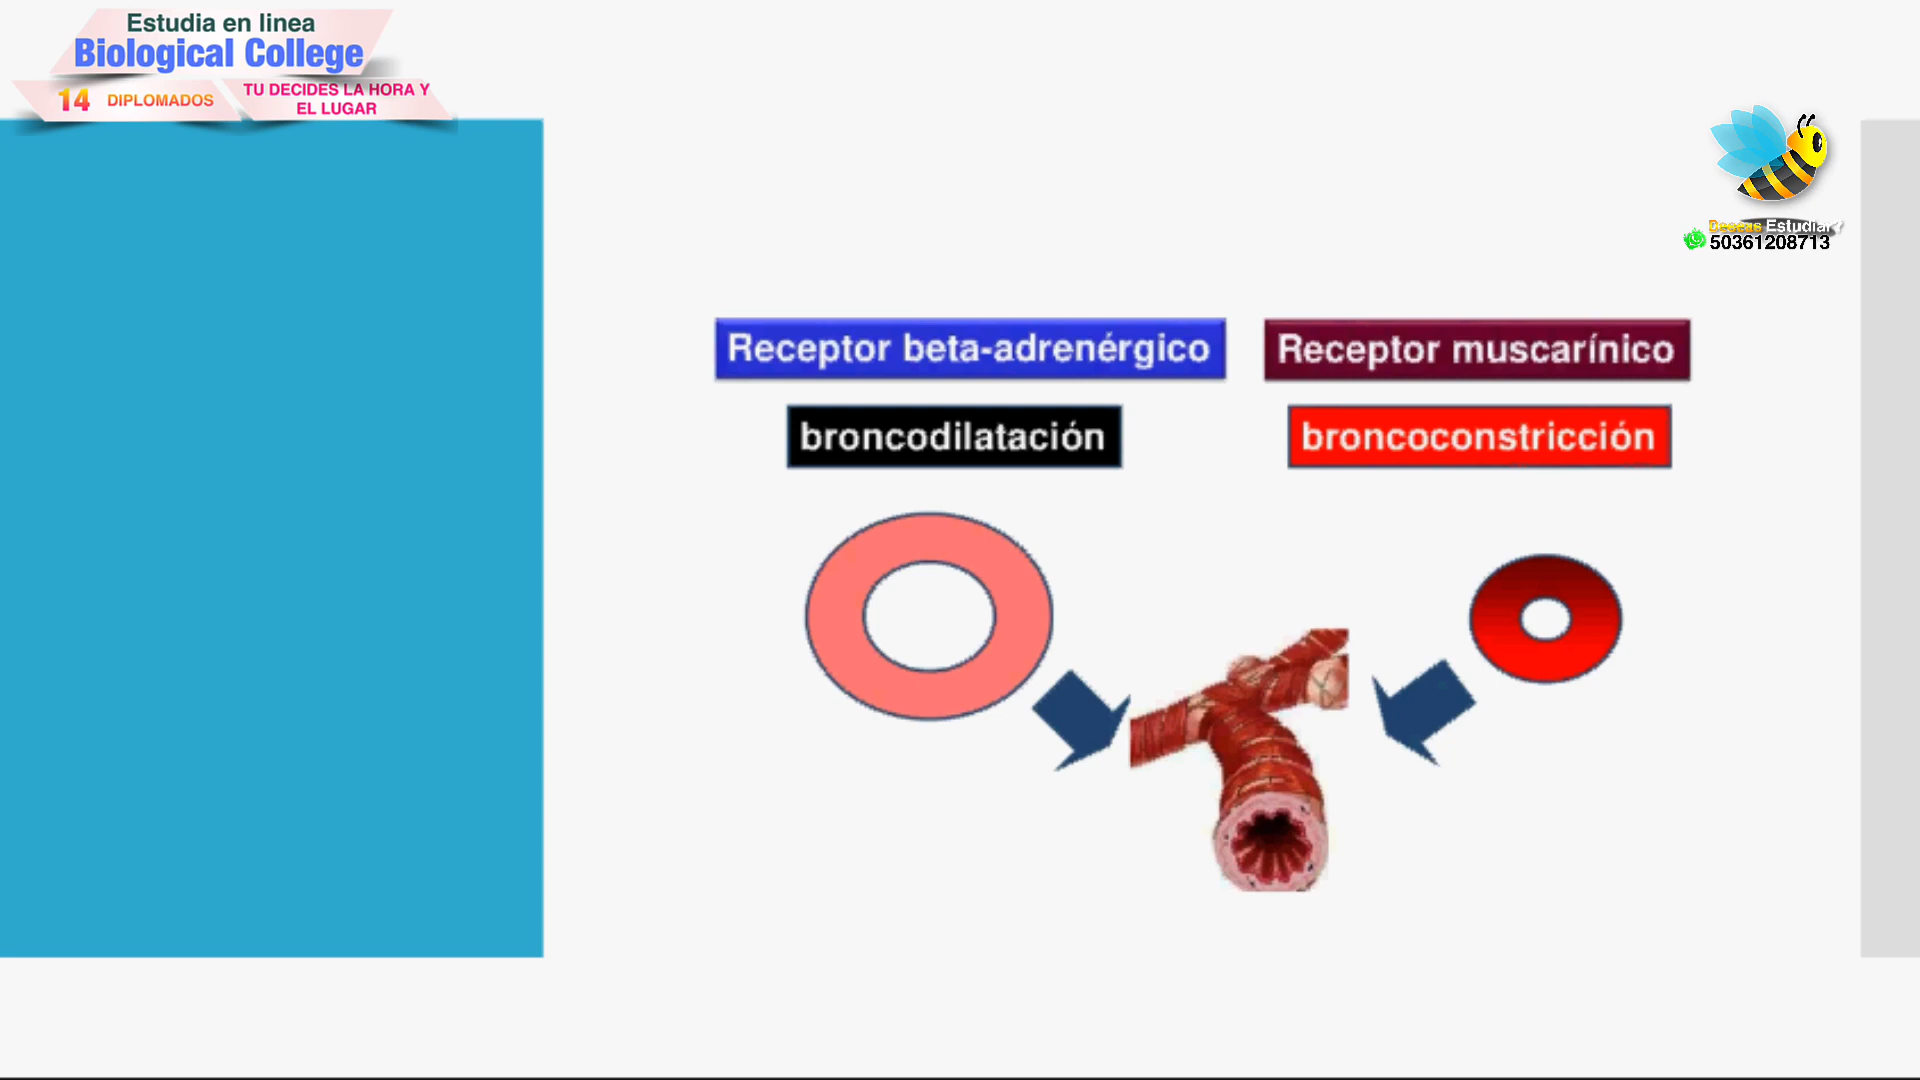 Estudia en linea
Biological College
14 DIPLOMADOS
TU DECIDES LA HORA Y
EL LUGAR
Deseas Estudiar?
50361208713
Receptor beta-adrenérgico
Receptor muscarínico
broncodilatación
broncoconstricción